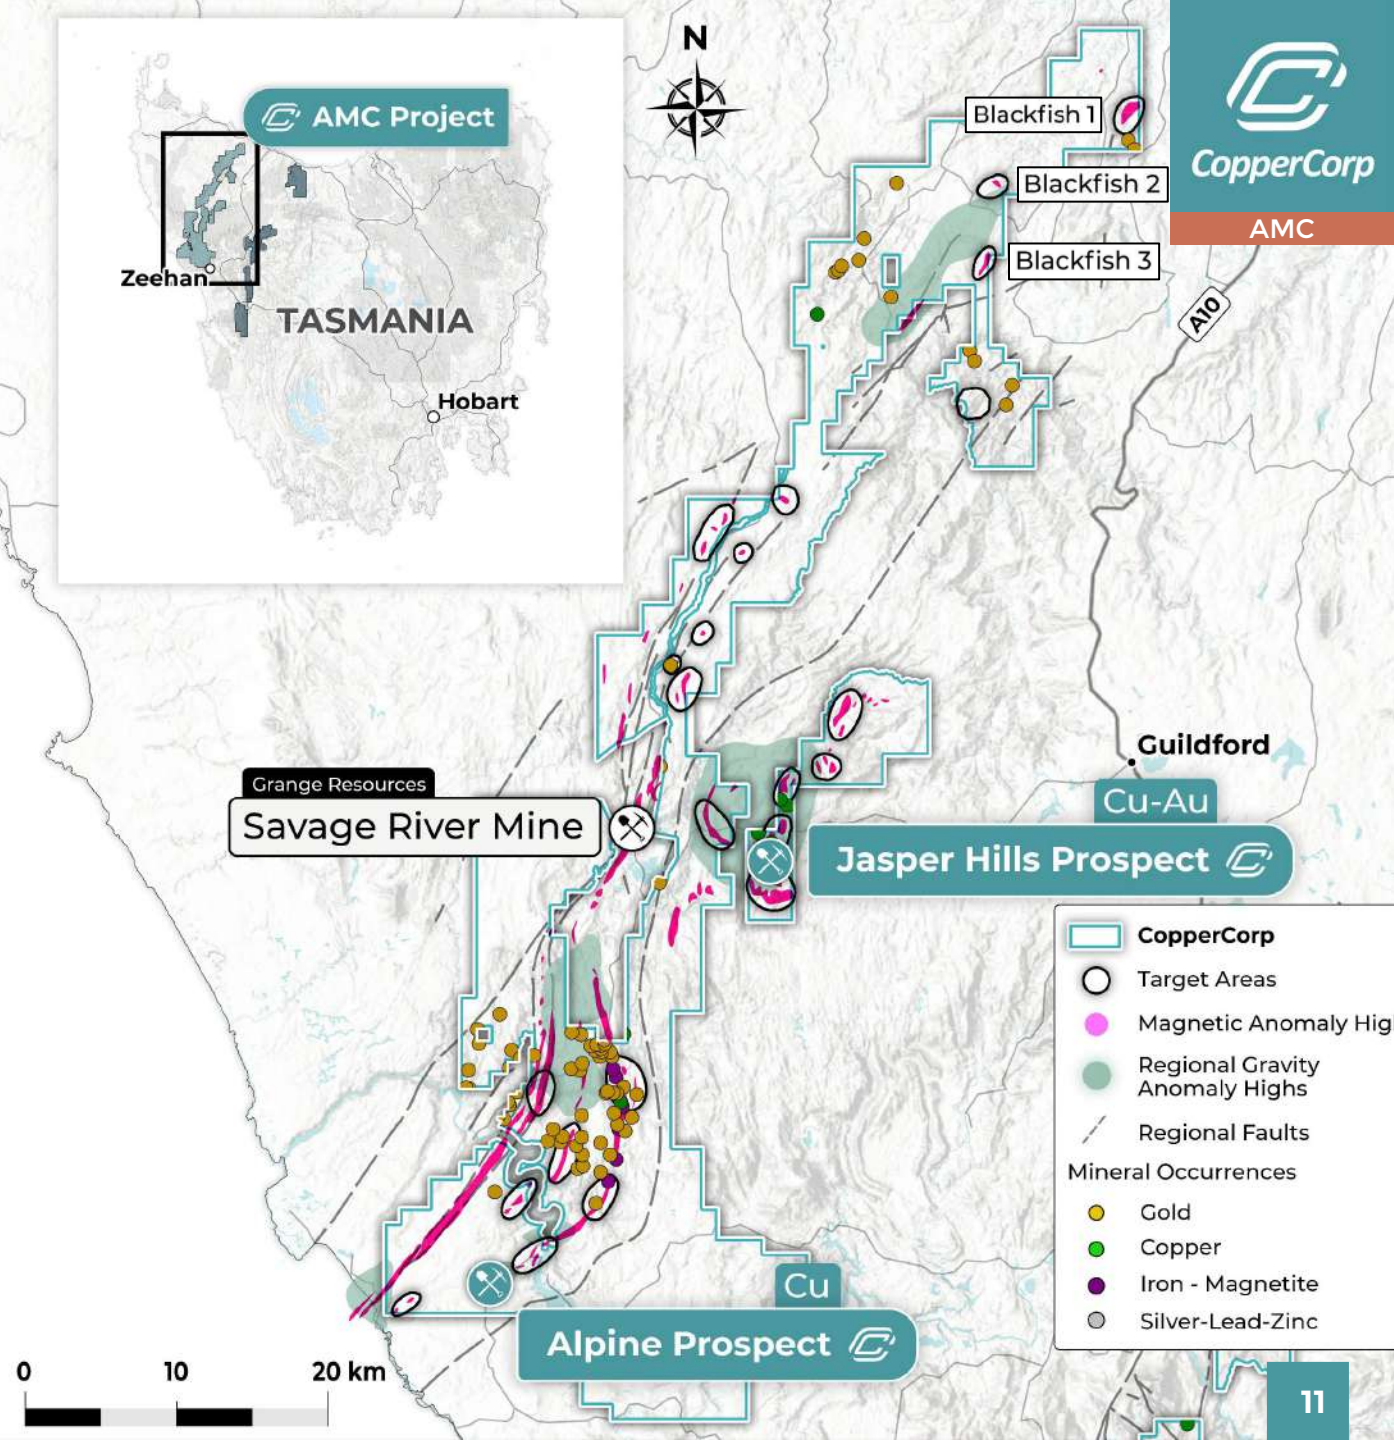 N
AMC Project
Zeehan
TASMANIA
Hobart
CopperCorp
AMC
Blackfish 1
Blackfish 2
Blackfish 3
A10
Guildford
Grange Resources
Savage River Mine
Cu-Au
Jasper Hills Prospect
CopperCorp
Target Areas
Magnetic Anomaly Hig
Regional Gravity
Anomaly Highs
Regional Faults
Mineral Occurrences
Gold
Copper
Iron - Magnetite
Silver-Lead-Zinc
Cu
Alpine Prospect
0 10 20 km
11